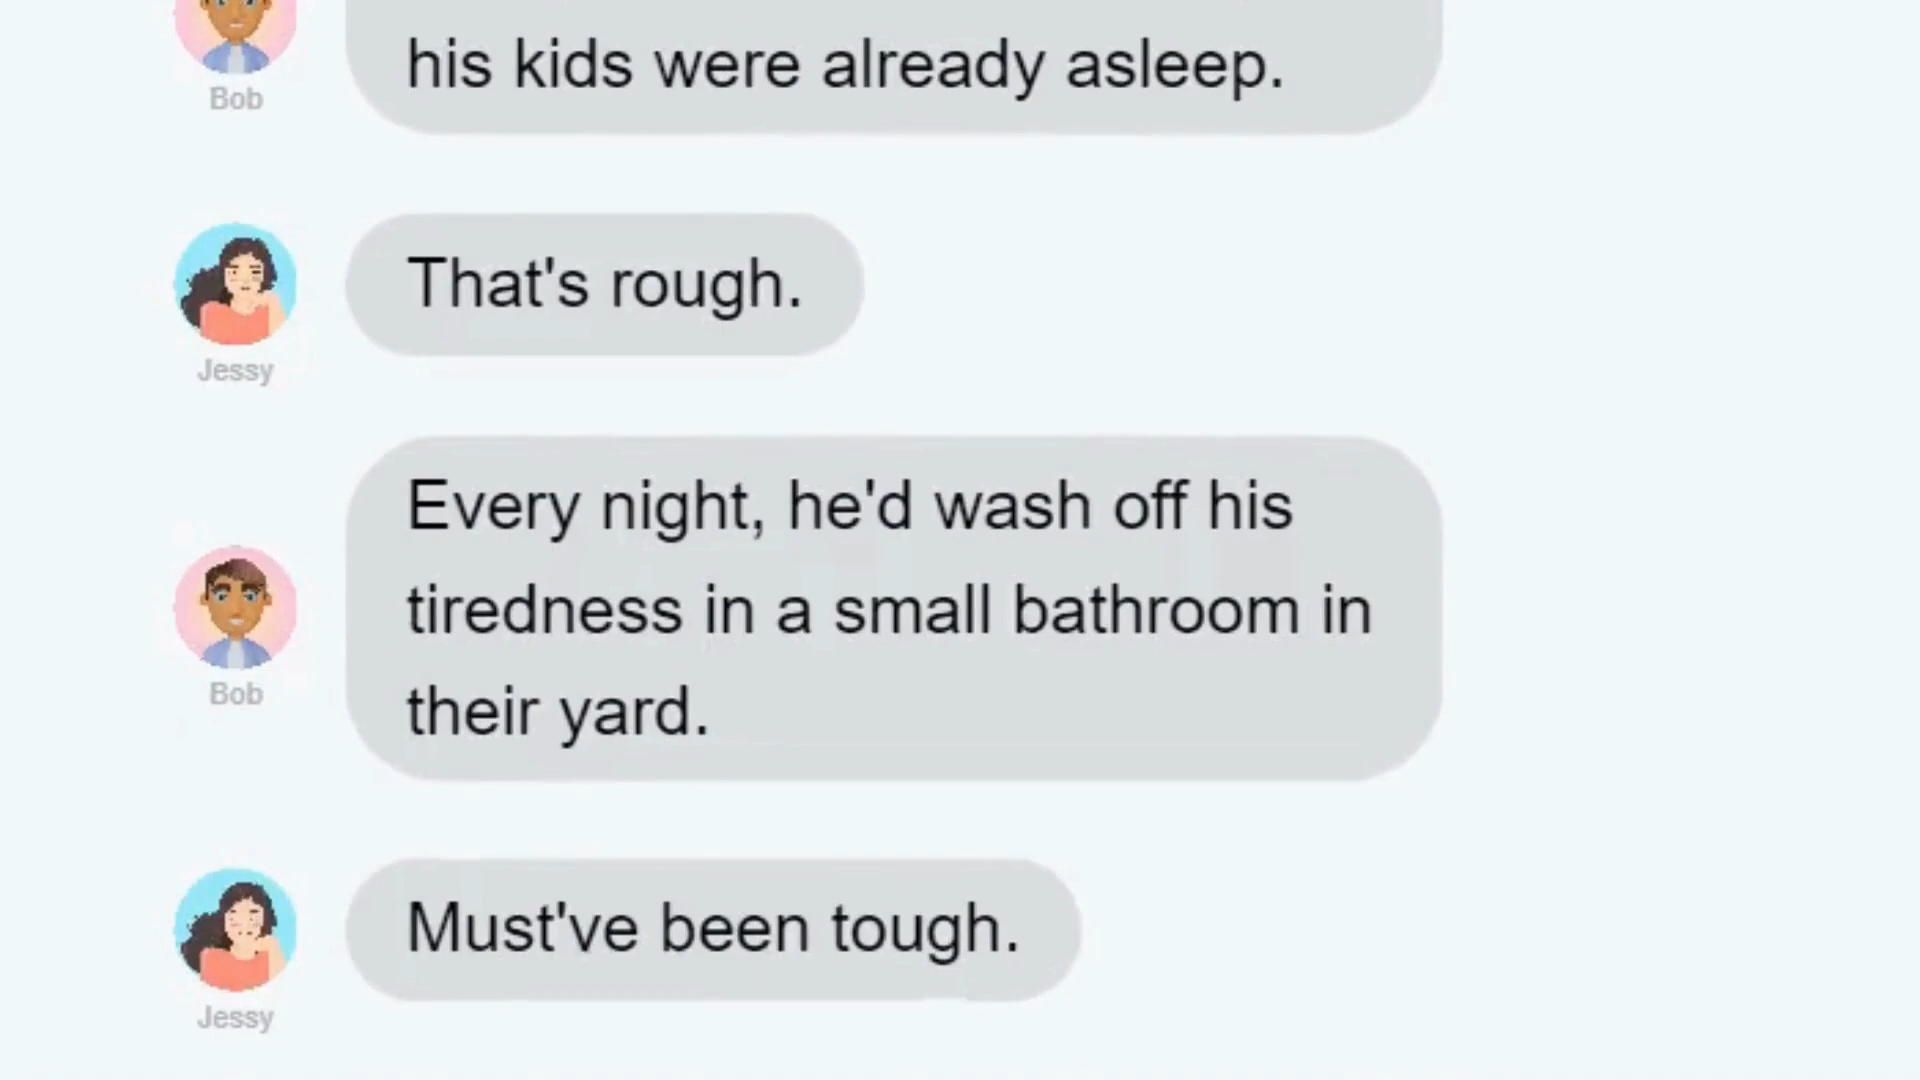 his kids were already asleep.
Bob
That's rough.
Jessy
Every night, he'd wash off his
tiredness in a small bathroom in
their yard.
Bob
Must've been tough.
Jessy